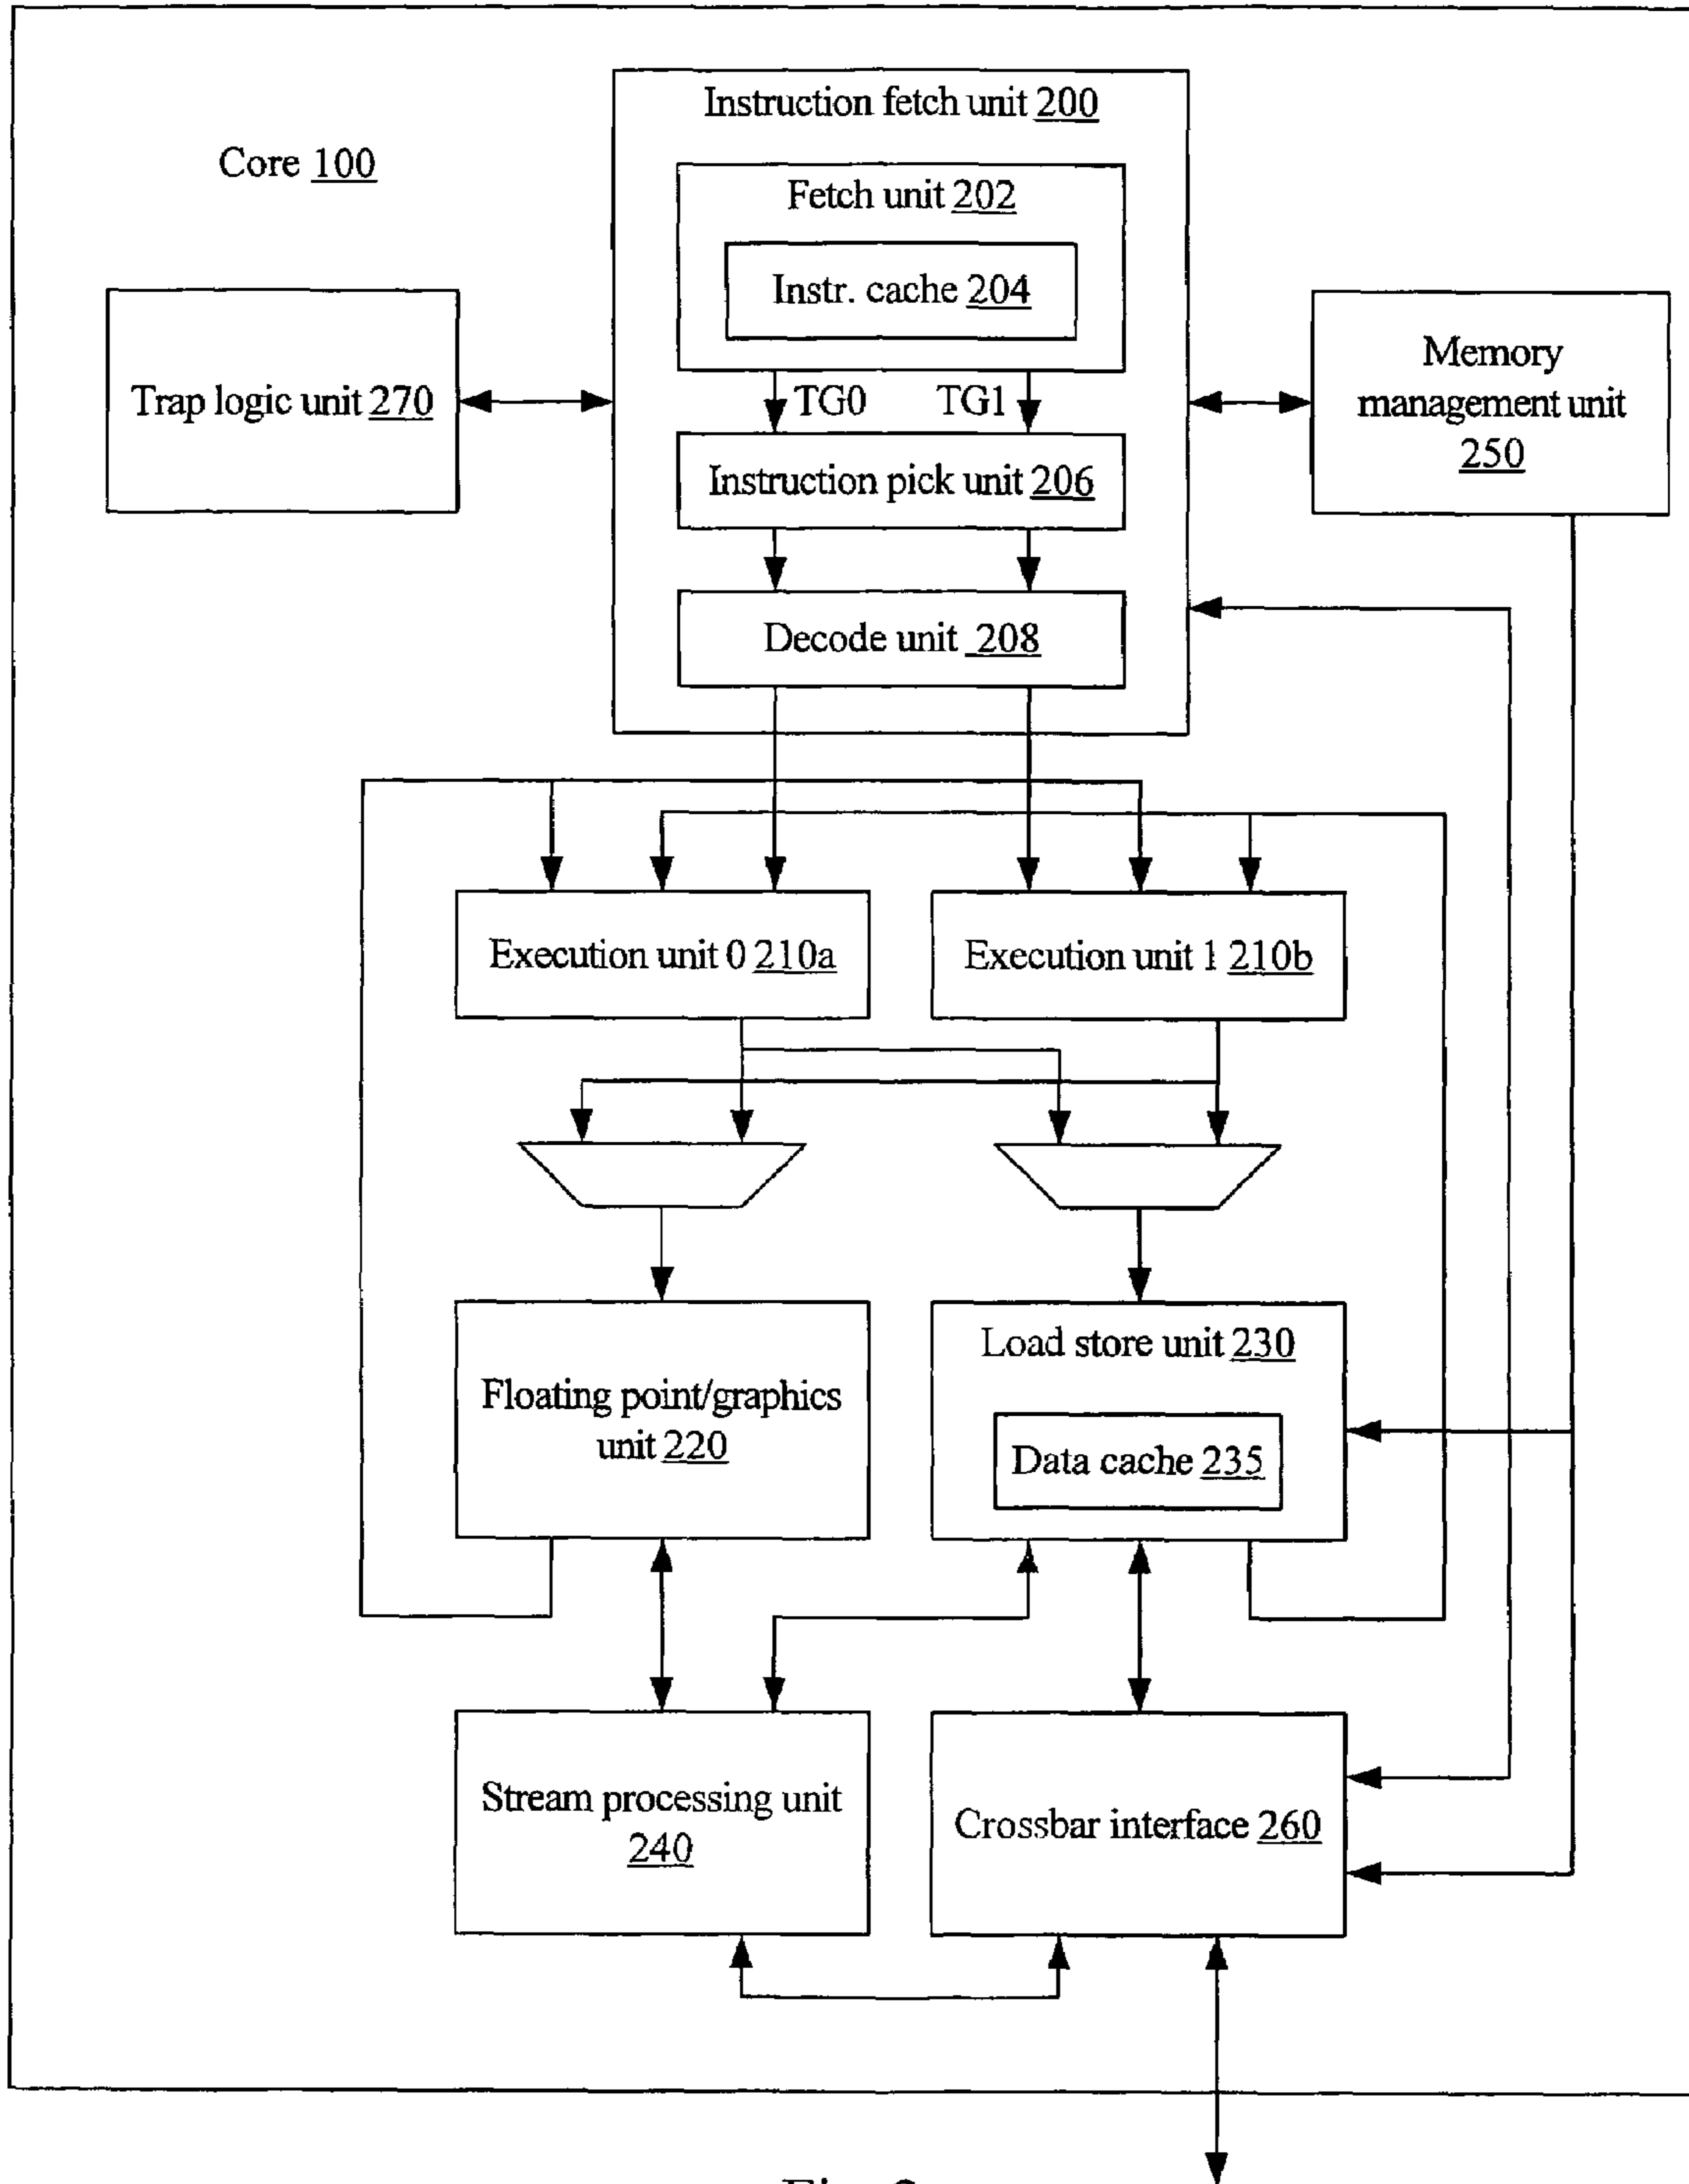 Instruction fetch unit 200
Core 100
Fetch unit 202
Instr. cache 204
Trap logic unit 270
Memory
management unit
250
TG0
TG1
Instruction pick unit 206
Decode unit 208
Execution unit 0 210a
Execution unit 1 210b
Floating point/graphics
unit 220
Load store unit 230
Data cache 235
Stream processing unit
240
Crossbar interface 260